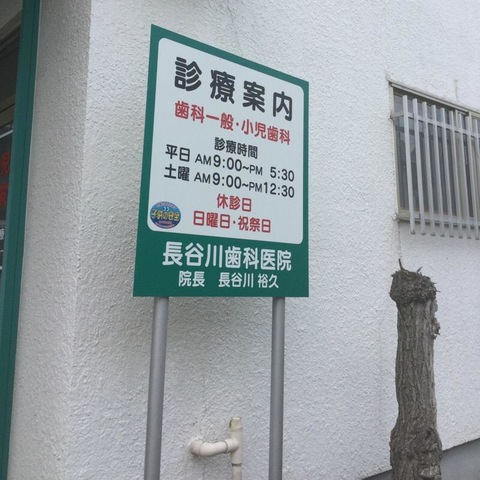 診療案内
歯科一般・小児歯科
診療時間
平日 AM9:00〜PM 5:30
土曜 AM9:00〜PM12:30
休診日
日曜日・祝祭日
長谷川歯科医院
院長 長谷川 裕久